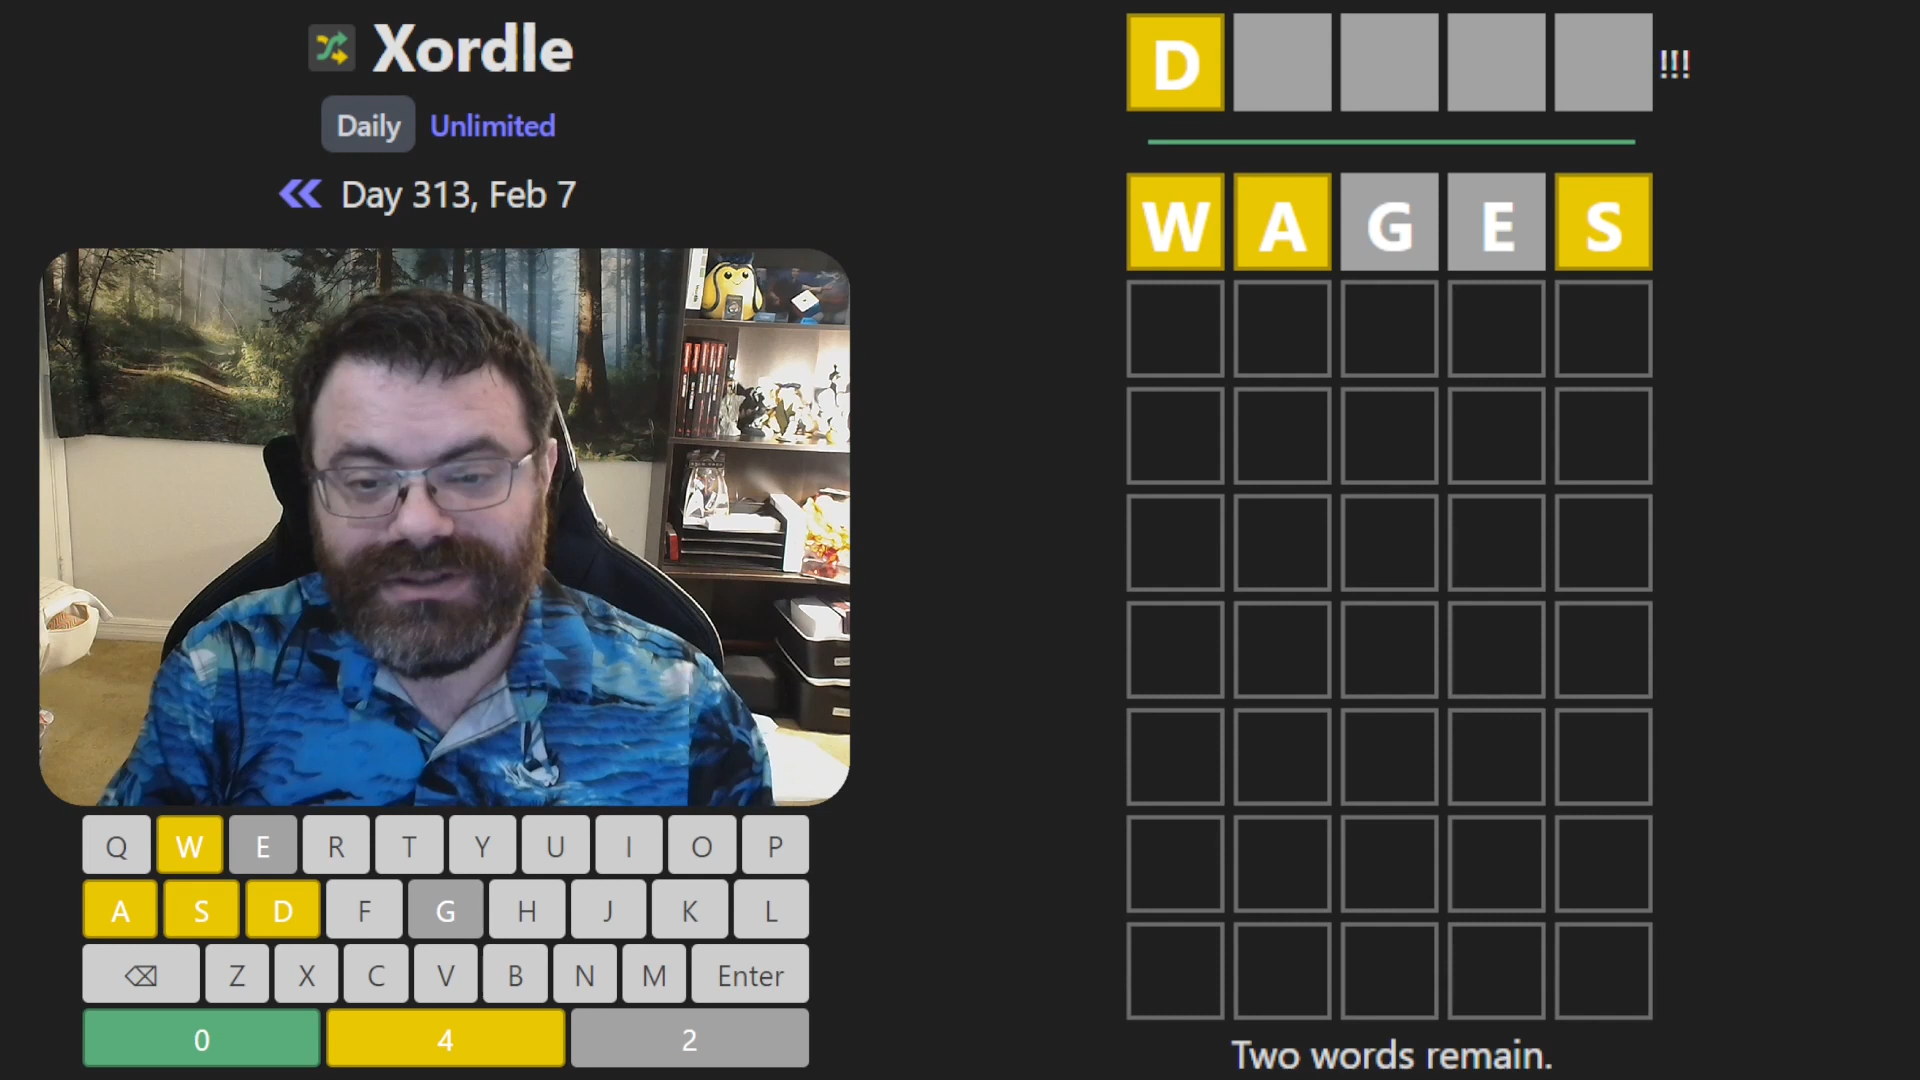 Xordle
Daily Unlimited
Day 313, Feb 7
D !!!
W A G E S
Q W E R T Y U I O P
A S D F G H J K L
⌫ Z X C V B N M Enter
0 4 2
Two words remain.